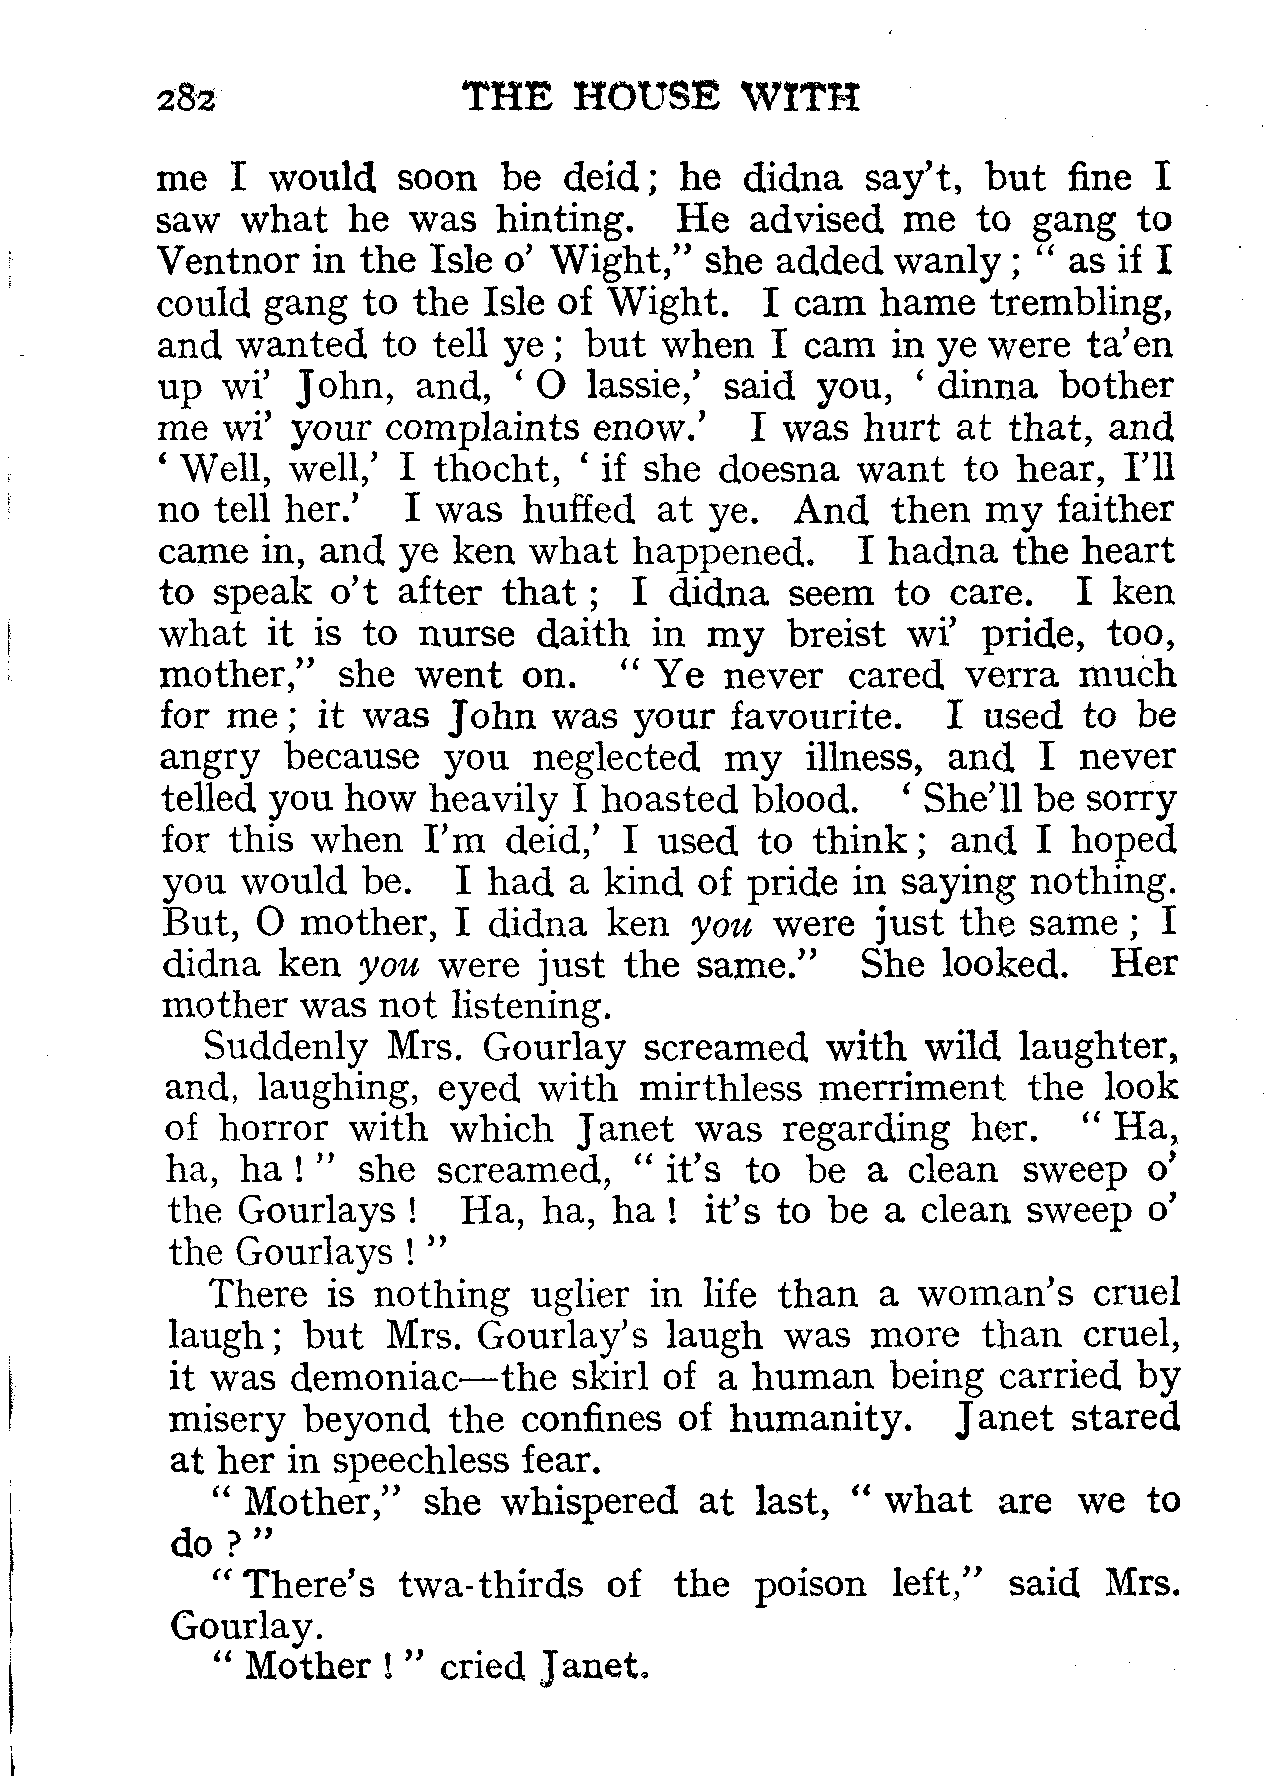 282 THE HOUSE WITH
me I would soon be deid; he didna say't, but fine I
saw what he was hinting. He advised me to gang to
Ventnor in the Isle o' Wight," she added wanly; "as if I
could gang to the Isle of Wight. I cam hame trembling,
and wanted to tell ye; but when I cam in ye were ta'en
up wi' John, and, 'O lassie,' said you, 'dinna bother
me wi' your complaints enow.' I was hurt at that, and
'Well, well,' I thocht, 'if she doesna want to hear, I'll
no tell her.' I was huffed at ye. And then my faither
came in, and ye ken what happened. I hadna the heart
to speak o't after that; I didna seem to care. I ken
what it is to nurse daith in my breist wi' pride, too,
mother," she went on. "Ye never cared verra much
for me; it was John was your favourite. I used to be
angry because you neglected my illness, and I never
telled you how heavily I hoasted blood. 'She'll be sorry
for this when I'm deid,' I used to think; and I hoped
you would be. I had a kind of pride in saying nothing.
But, O mother, I didna ken you were just the same; I
didna ken you were just the same." She looked. Her
mother was not listening.
Suddenly Mrs. Gourlay screamed with wild laughter,
and, laughing, eyed with mirthless merriment the look
of horror with which Janet was regarding her. "Ha,
ha, ha!" she screamed, "it's to be a clean sweep o'
the Gourlays! Ha, ha, ha! it's to be a clean sweep o'
the Gourlays!"
There is nothing uglier in life than a woman's cruel
laugh; but Mrs. Gourlay's laugh was more than cruel,
it was demoniac—the skirl of a human being carried by
misery beyond the confines of humanity. Janet stared
at her in speechless fear.
"Mother," she whispered at last, "what are we to
do?"
"There's twa-thirds of the poison left," said Mrs.
Gourlay.
"Mother!" cried Janet.